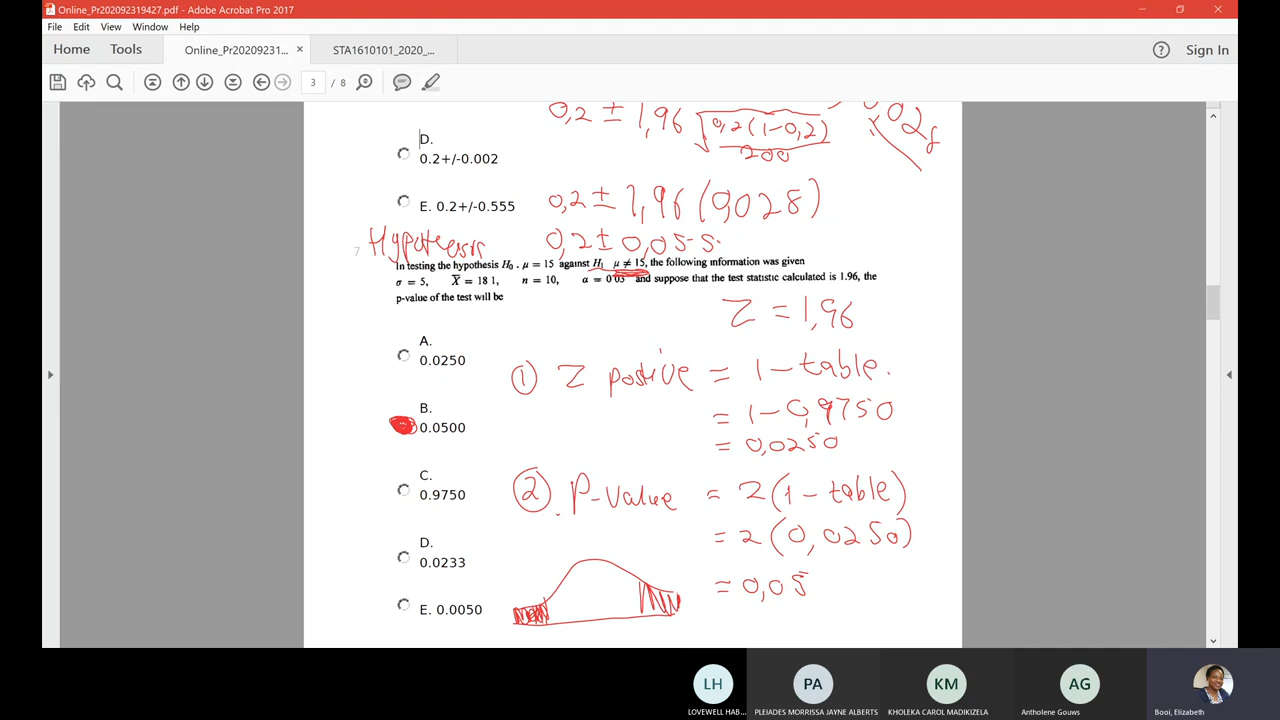 Online_Pr202092319427.pdf - Adobe Acrobat Pro 2017
File Edit View Window Help
Home Tools Online_Pr20209231... × STA1610101_2020_... Sign In
3 / 8
0,2 ± 1,96 √0,2(1-0,2)/200
D.
0.2+/-0.002
E. 0.2+/-0.555
0,2 ± 1,96 (0,028)
Hypothesis 0,2 ± 0,055
7
In testing the hypothesis H₀ . μ = 15 against H₁ μ ≠ 15, the following information was given
σ = 5, X̄ = 18 1, n = 10, α = 0 05 and suppose that the test statistic calculated is 1.96, the
p-value of the test will be
Z = 1,96
A.
0.0250
① Z postive = 1 - table.
B.
0.0500
= 1 - 0,9750
= 0,0250
C.
0.9750
② P-value = 2(1 - table)
= 2(0,0250)
D.
0.0233
= 0,05
E. 0.0050
LH PA KM AG
LOVEWELL HAB... PLEIADES MORRISSA JAYNE ALBERTS KHOLEKA CAROL MADIKIZELA Antholene Gouws Booi, Elizabeth